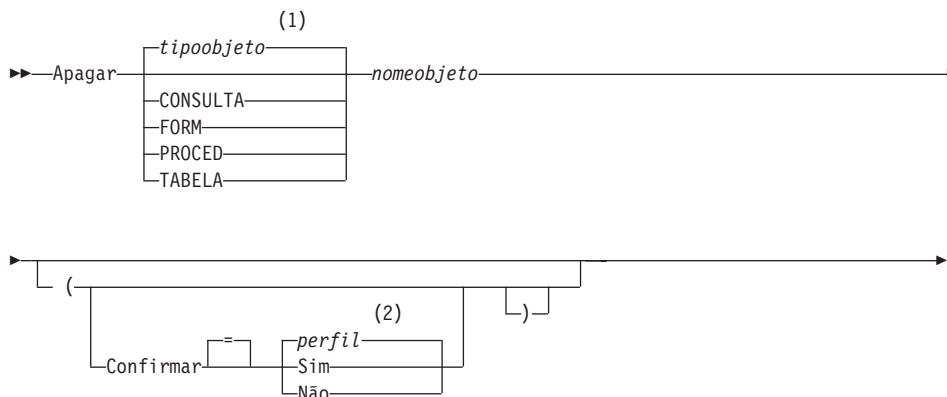 (1)
tipoobjeto
Apagar
nomeobjeto
CONSULTA
FORM
PROCED
TABELA
(
)
(2)
Confirmar
=
perfil
Sim
Não